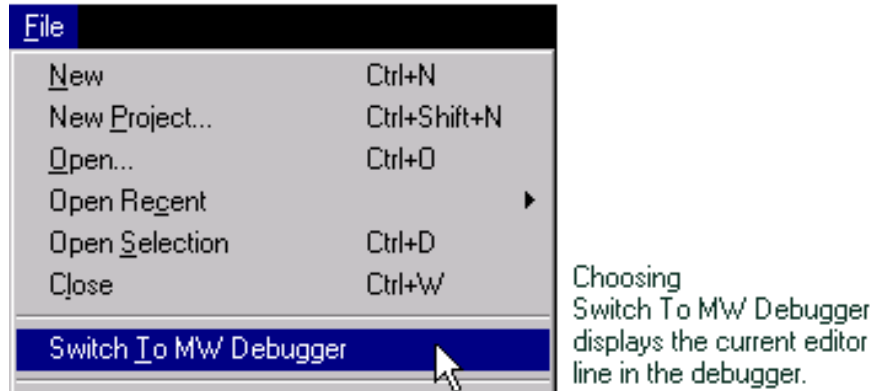 File
New Ctrl+N
New Project... Ctrl+Shift+N
Open... Ctrl+O
Open Recent
Open Selection Ctrl+D
Close Ctrl+W
Switch To MW Debugger
Choosing
Switch To MW Debugger
displays the current editor
line in the debugger.